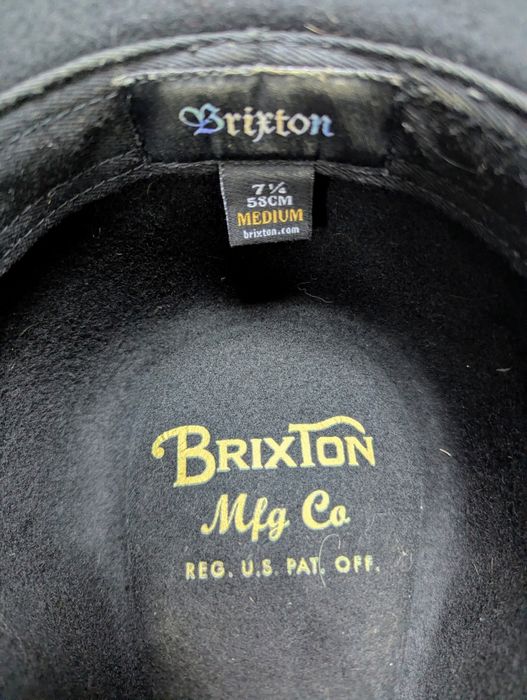 Brixton
7 1/4
58CM
MEDIUM
brixton.com
BRIXTON
Mfg Co
REG. U.S. PAT. OFF.